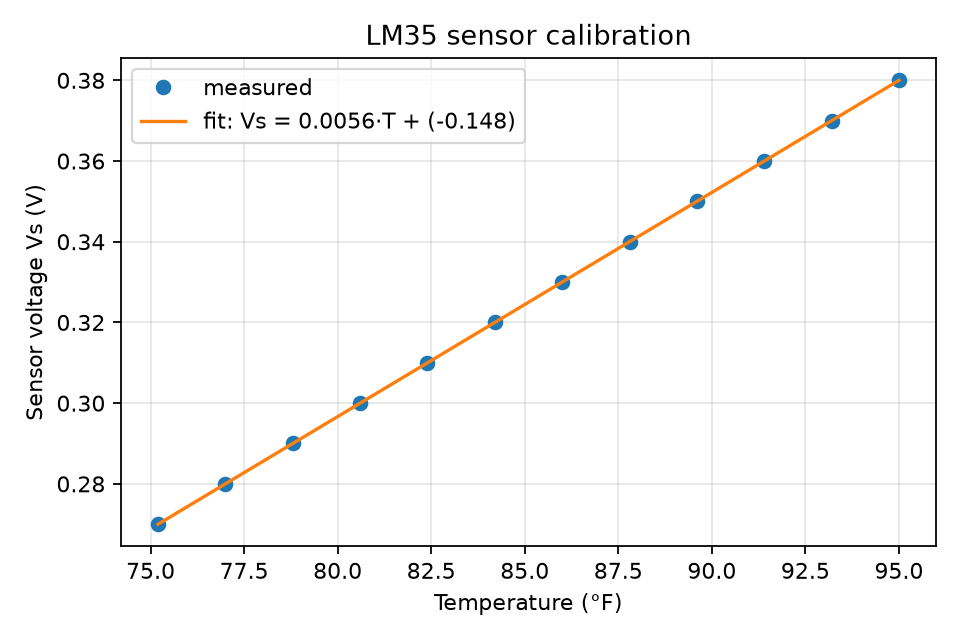 LM35 sensor calibration
measured
fit: Vs = 0.0056·T + (-0.148)
Sensor voltage Vs (V)
0.38
0.36
0.34
0.32
0.30
0.28
75.0 77.5 80.0 82.5 85.0 87.5 90.0 92.5 95.0
Temperature (°F)